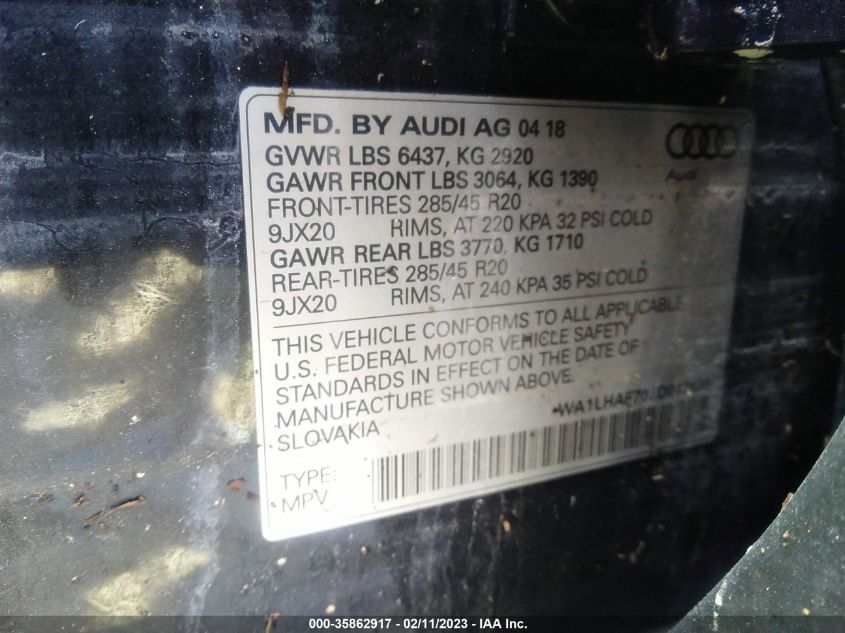 MFD. BY AUDI AG 04 18
GVWR LBS 6437, KG 2920
GAWR FRONT LBS 3064, KG 1390
FRONT-TIRES 285/45 R20
9JX20 RIMS, AT 220 KPA 32 PSI COLD
GAWR REAR LBS 3770, KG 1710
REAR-TIRES 285/45 R20
9JX20 RIMS, AT 240 KPA 35 PSI COLD
Audi
THIS VEHICLE CONFORMS TO ALL APPLICABLE
U.S. FEDERAL MOTOR VEHICLE SAFETY
STANDARDS IN EFFECT ON THE DATE OF
MANUFACTURE SHOWN ABOVE.
SLOVAKIA
TYPE:
MPV
000-35862917 - 02/11/2023 - IAA Inc.